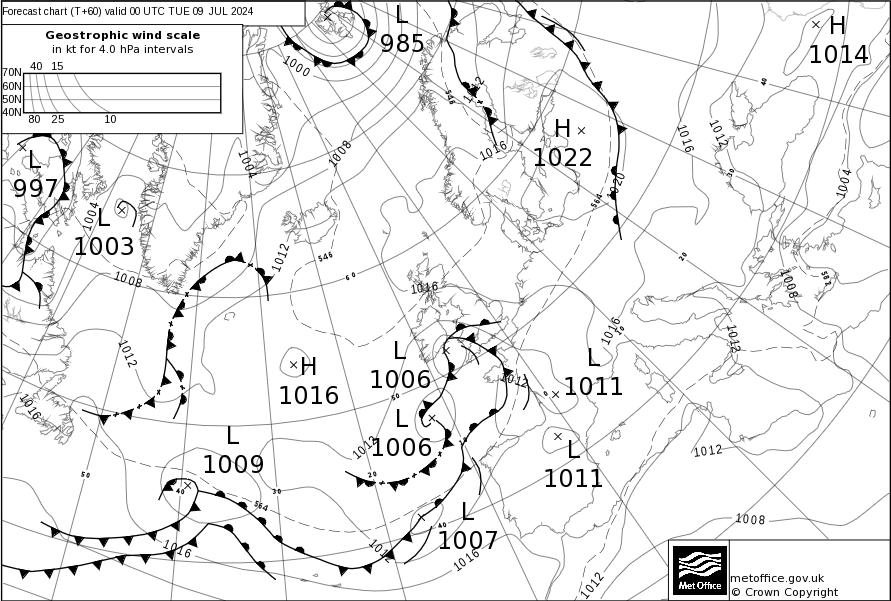 Forecast chart (T+60) valid 00 UTC TUE 09 JUL 2024
Geostrophic wind scale
in kt for 4.0 hPa intervals
40 15
70N
60N
50N
40N
80 25 10
L
985
H
1014
1000
1012
546
1008
1016
H
1022
1016
1012
40
30
L
997
1004
1004
564
1020
1004
L
1003
1008
1012
546
60
1016
20
1008
552
1012
1016
10
1012
H
1016
L
1006
1012
L
1011
0
50
1016
L
1006
1012
L
1009
L
1011
1012
50
40
30
20
10
564
L
1007
40
1008
1016
1012
1016
1012
Met Office
metoffice.gov.uk
© Crown Copyright